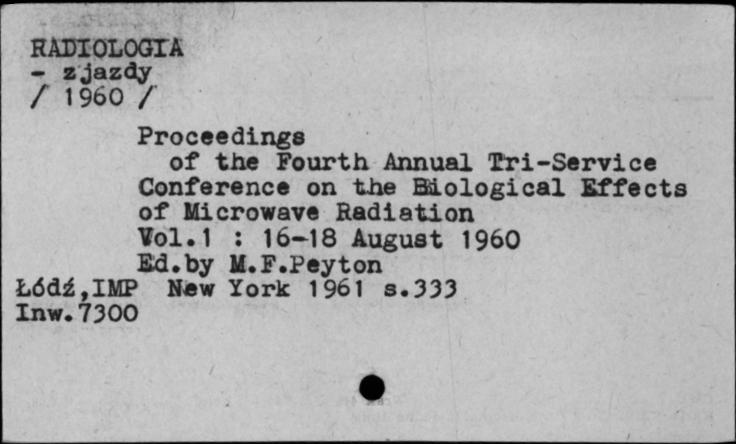 RADIOLOGIA
- zjazdy
/ 1960 /
Proceedings
of the Fourth Annual Tri-Service
Conference on the Biological Effects
of Microwave Radiation
Vol.1 : 16-18 August 1960
Ed.by M.F.Peyton
Łódź,IMP New York 1961 s.333
Inw.7300